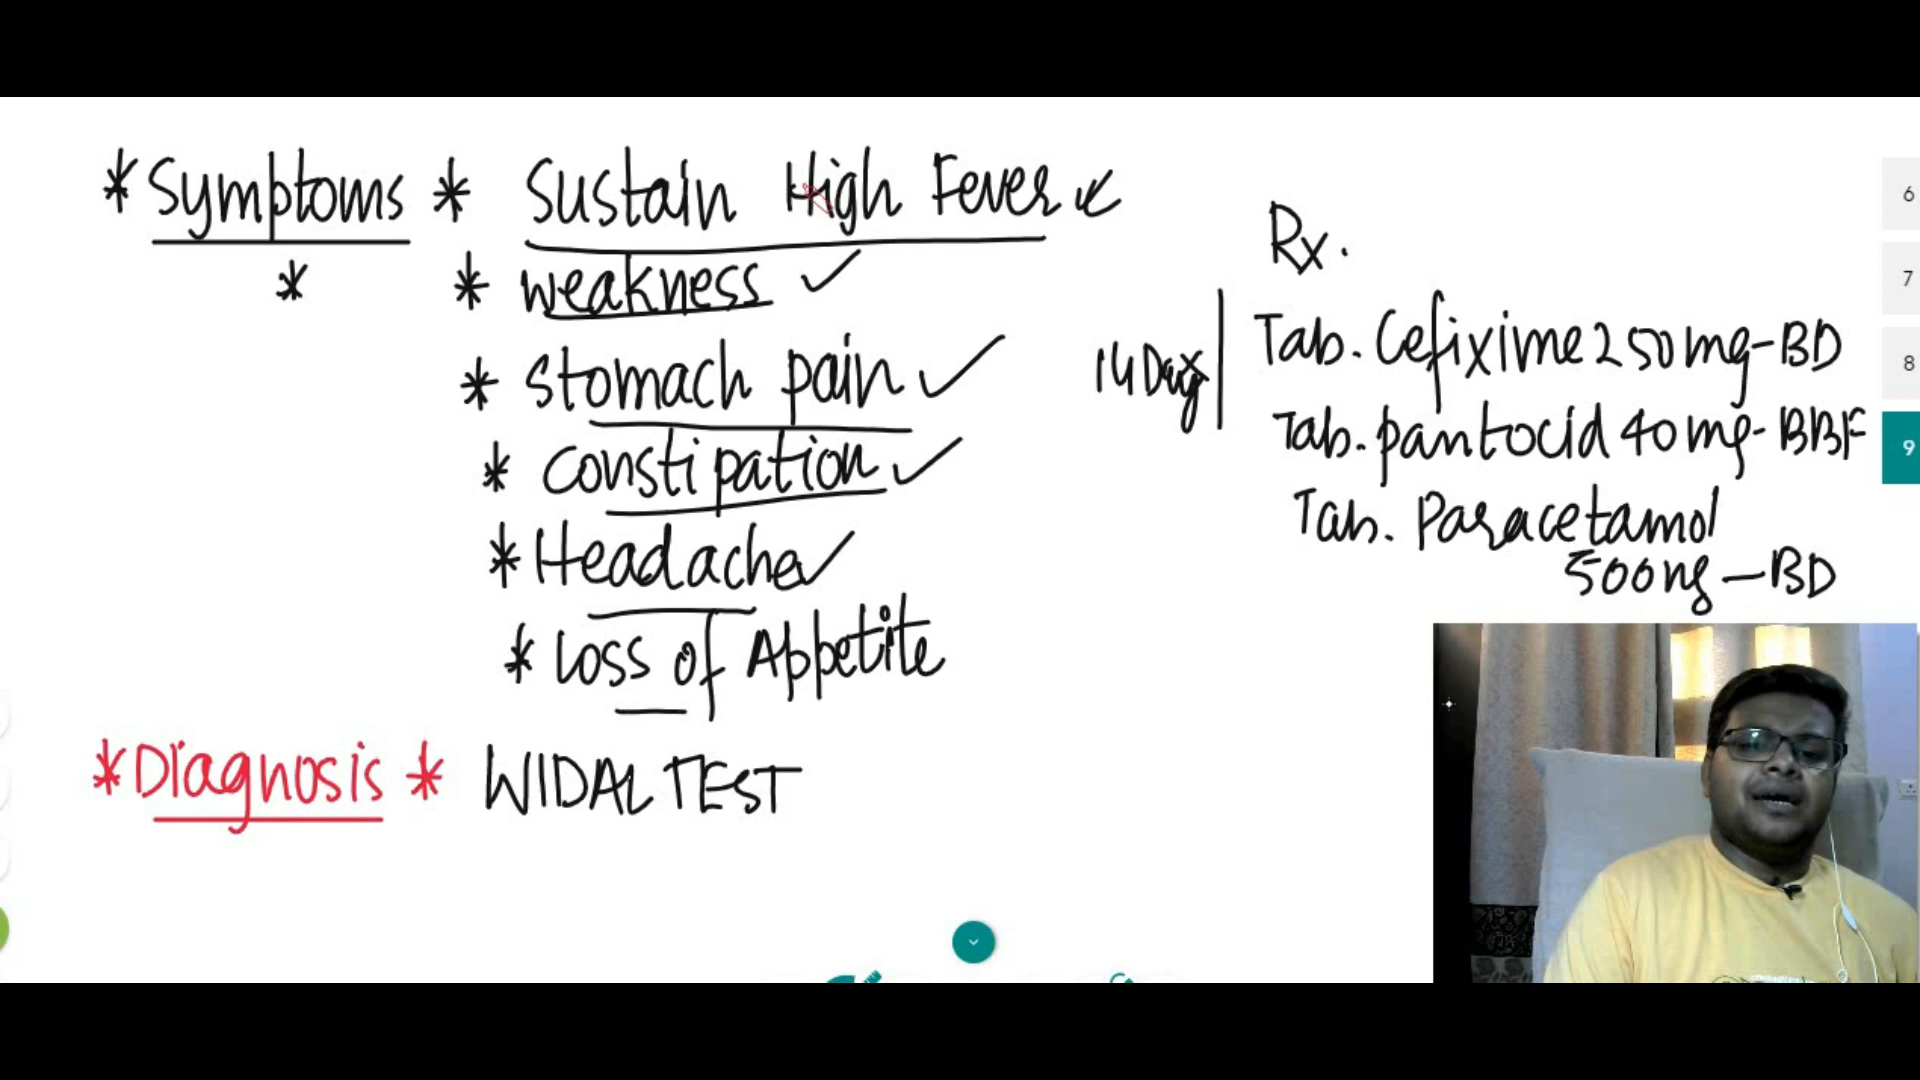 *Symptoms * Sustain High Fever
* * weakness ✓
* Stomach pain ✓
* Constipation ✓
* Headache ✓
* Loss of Appetite
*Diagnosis * WIDAL TEST
Rx.
14 Days
Tab. Cefixime 250mg-BD
Tab. pantocid 40mg-BBF
Tab. Paracetamol
500mg-BD
6
7
8
9